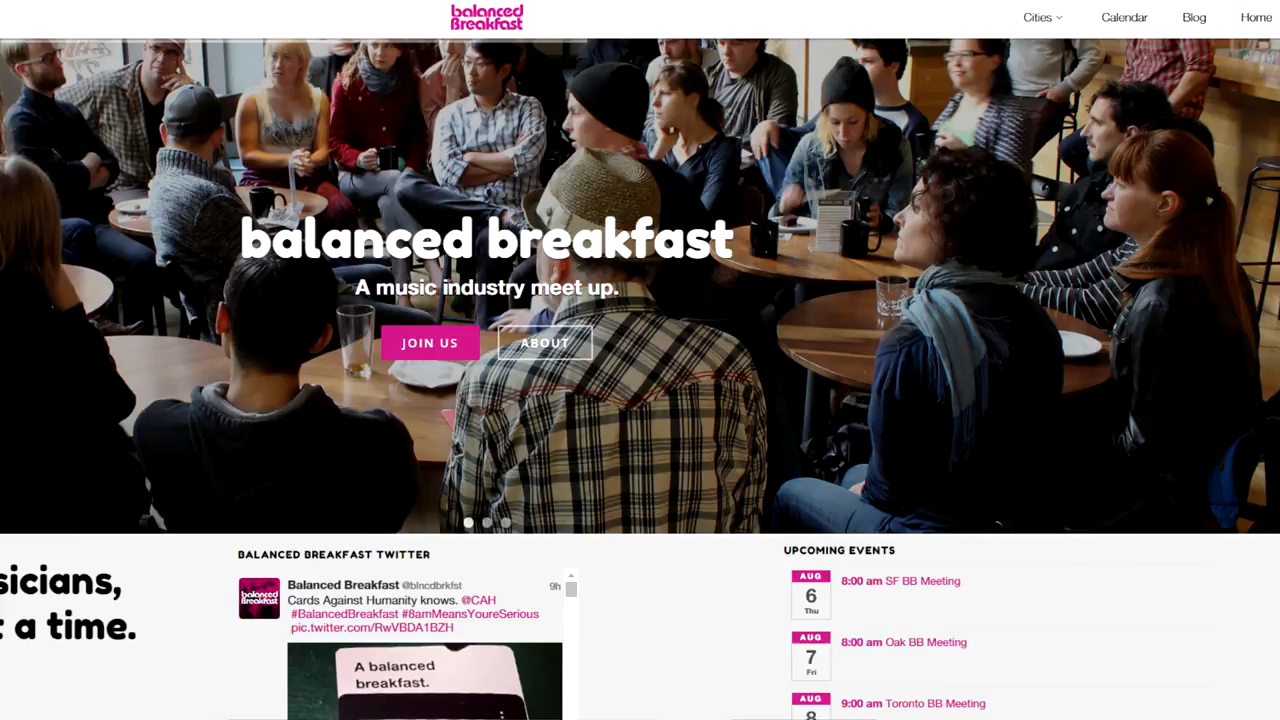 balanced
Breakfast
Cities
Calendar
Blog
Home
balanced breakfast
A music industry meet up.
JOIN US
ABOUT
sicians,
t a time.
BALANCED BREAKFAST TWITTER
balanced
Breakfast
Balanced Breakfast @blncdbrkfst
9h
Cards Against Humanity knows. @CAH
#BalancedBreakfast #8amMeansYoureSerious
pic.twitter.com/RwVBDA1BZH
A balanced
breakfast.
UPCOMING EVENTS
AUG
6
Thu
8:00 am SF BB Meeting
AUG
7
Fri
8:00 am Oak BB Meeting
AUG
8
9:00 am Toronto BB Meeting